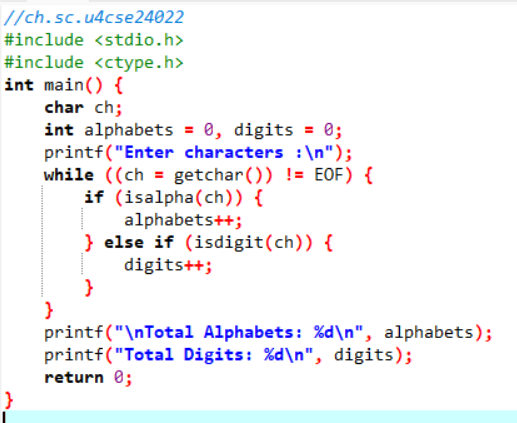 //ch.sc.u4cse24022
#include <stdio.h>
#include <ctype.h>
int main() {
    char ch;
    int alphabets = 0, digits = 0;
    printf("Enter characters :\n");
    while ((ch = getchar()) != EOF) {
        if (isalpha(ch)) {
            alphabets++;
        } else if (isdigit(ch)) {
            digits++;
        }
    }
    printf("\nTotal Alphabets: %d\n", alphabets);
    printf("Total Digits: %d\n", digits);
    return 0;
}